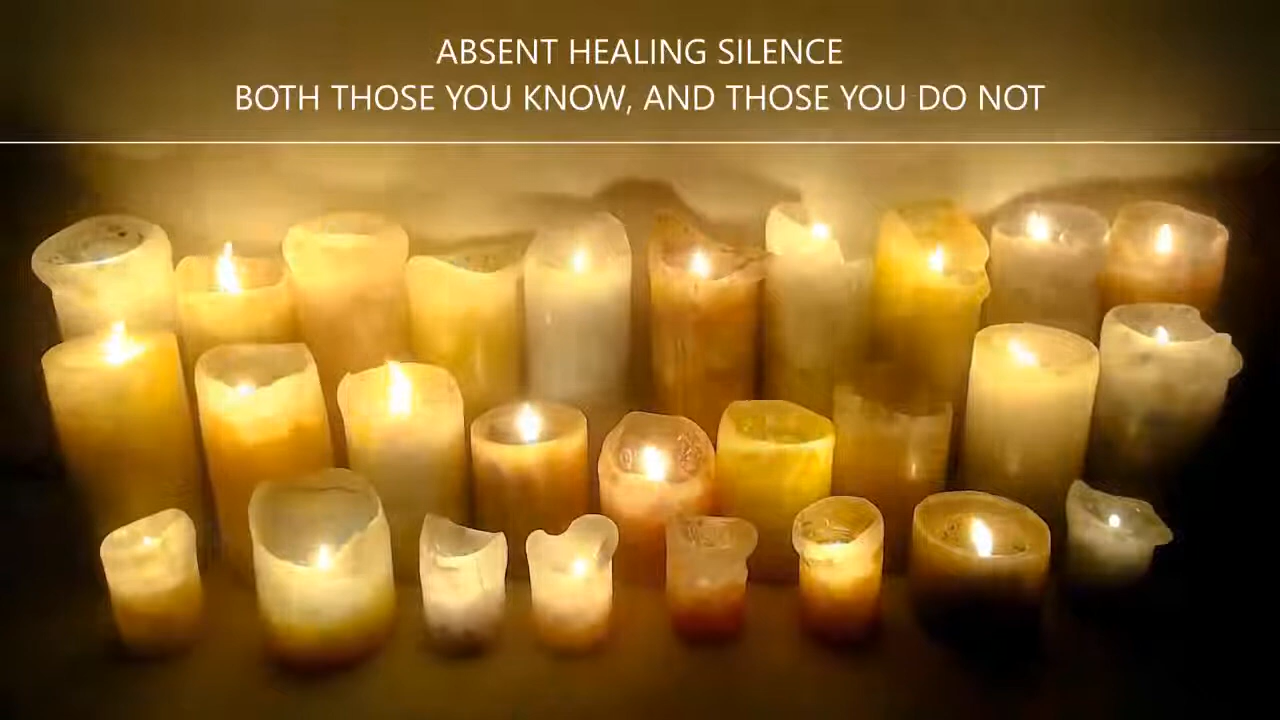 ABSENT HEALING SILENCE
BOTH THOSE YOU KNOW, AND THOSE YOU DO NOT